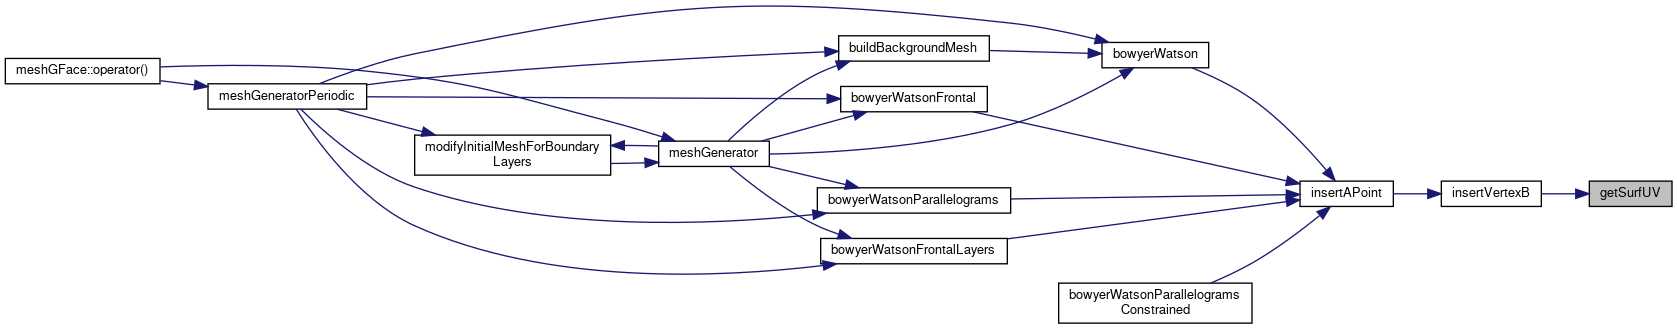 meshGFace::operator()
meshGeneratorPeriodic
modifyInitialMeshForBoundary
Layers
meshGenerator
buildBackgroundMesh
bowyerWatsonFrontal
bowyerWatsonParallelograms
bowyerWatsonFrontalLayers
bowyerWatson
bowyerWatsonParallelograms
Constrained
insertAPoint
insertVertexB
getSurfUV